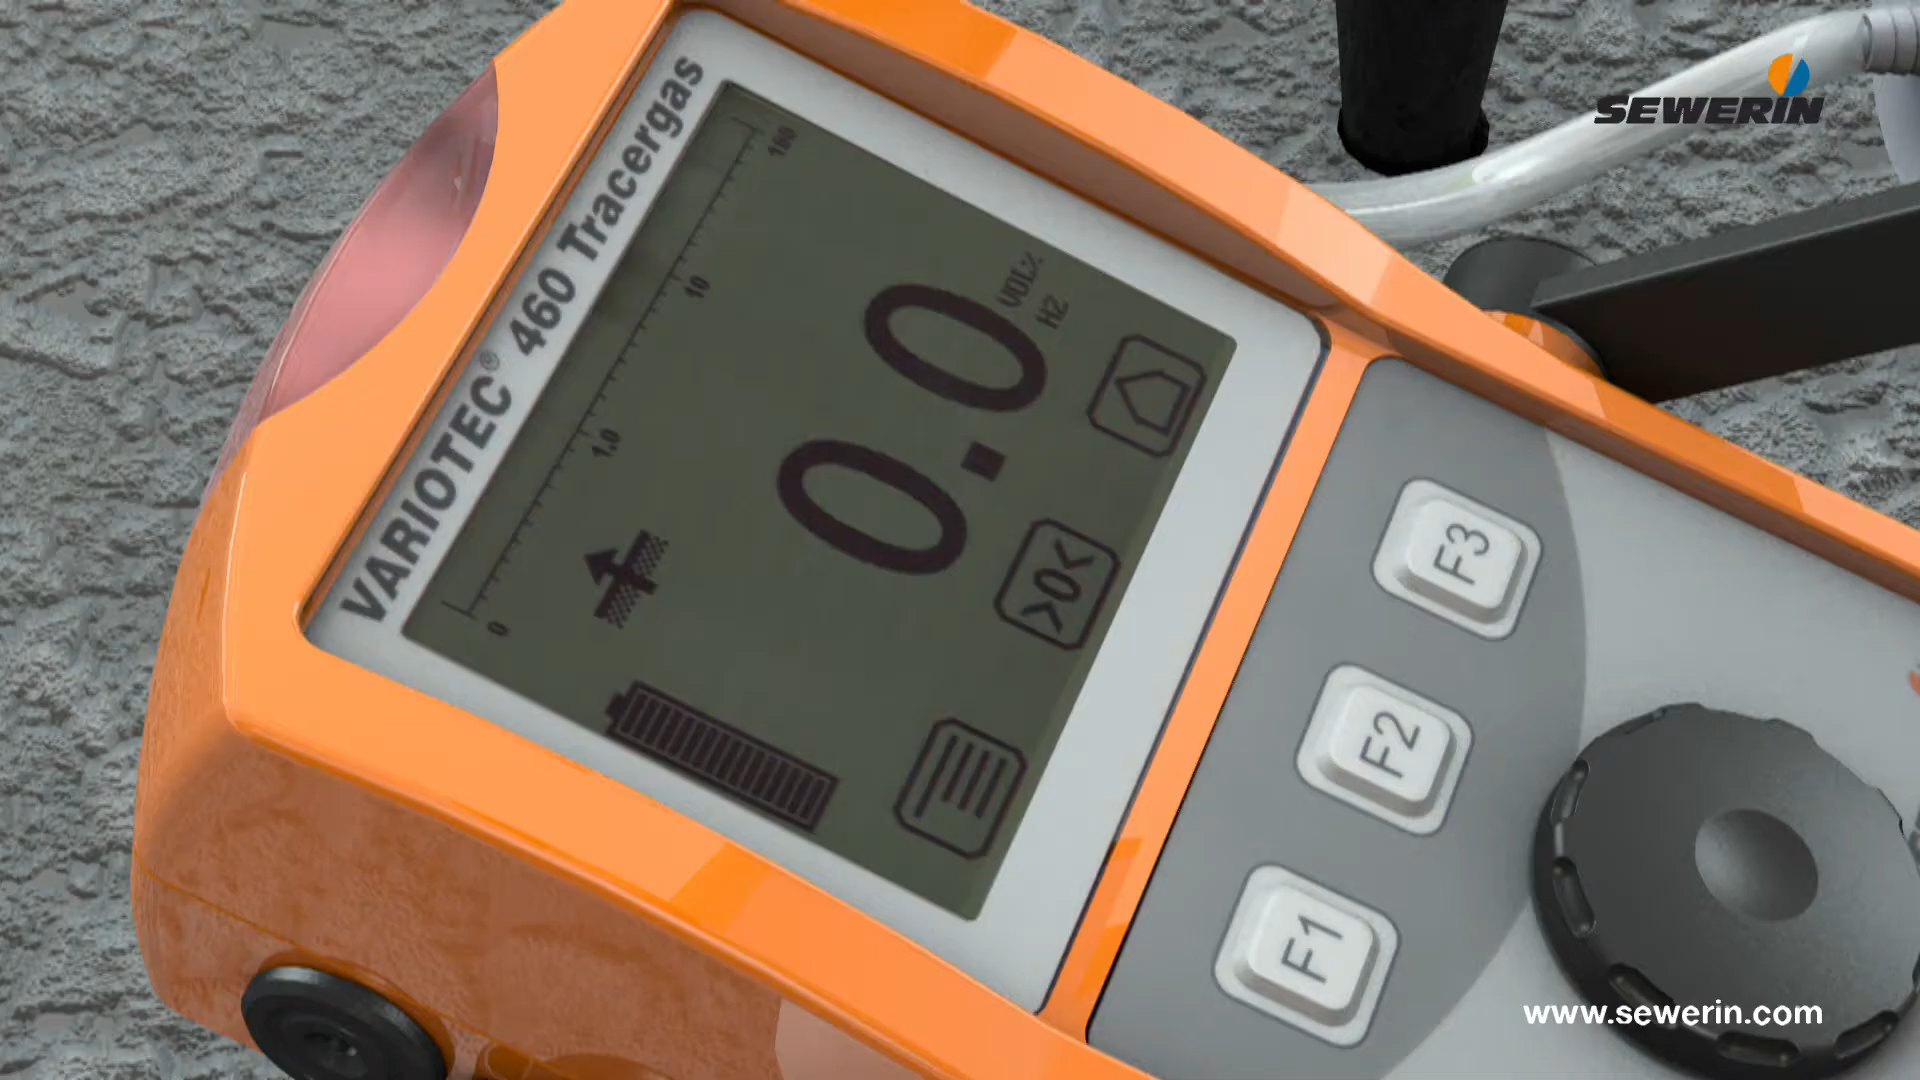 SEWERIN
VARIOTEC® 460 Tracergas
100
10
1.0
0
0.0
VOL%
H2
>0<
F3
F2
F1
www.sewerin.com